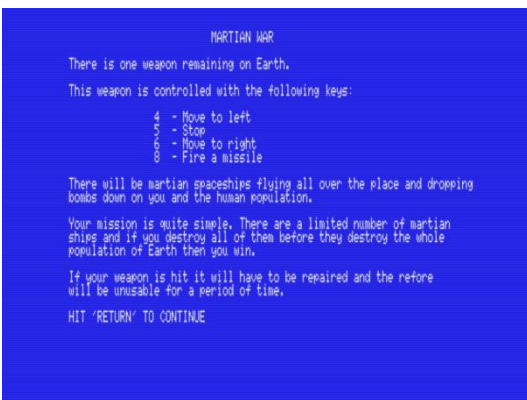 MARTIAN WAR
There is one weapon remaining on Earth.
This weapon is controlled with the following keys:
4 - Move to left
5 - Stop
6 - Move to right
8 - Fire a missile
There will be martian spaceships flying all over the place and dropping
bombs down on you and the human population.
Your mission is quite simple. There are a limited number of martian
ships and if you destroy all of them before they destroy the whole
population of Earth then you win.
If your weapon is hit it will have to be repaired and the refore
will be unusable for a period of time.
HIT 'RETURN' TO CONTINUE